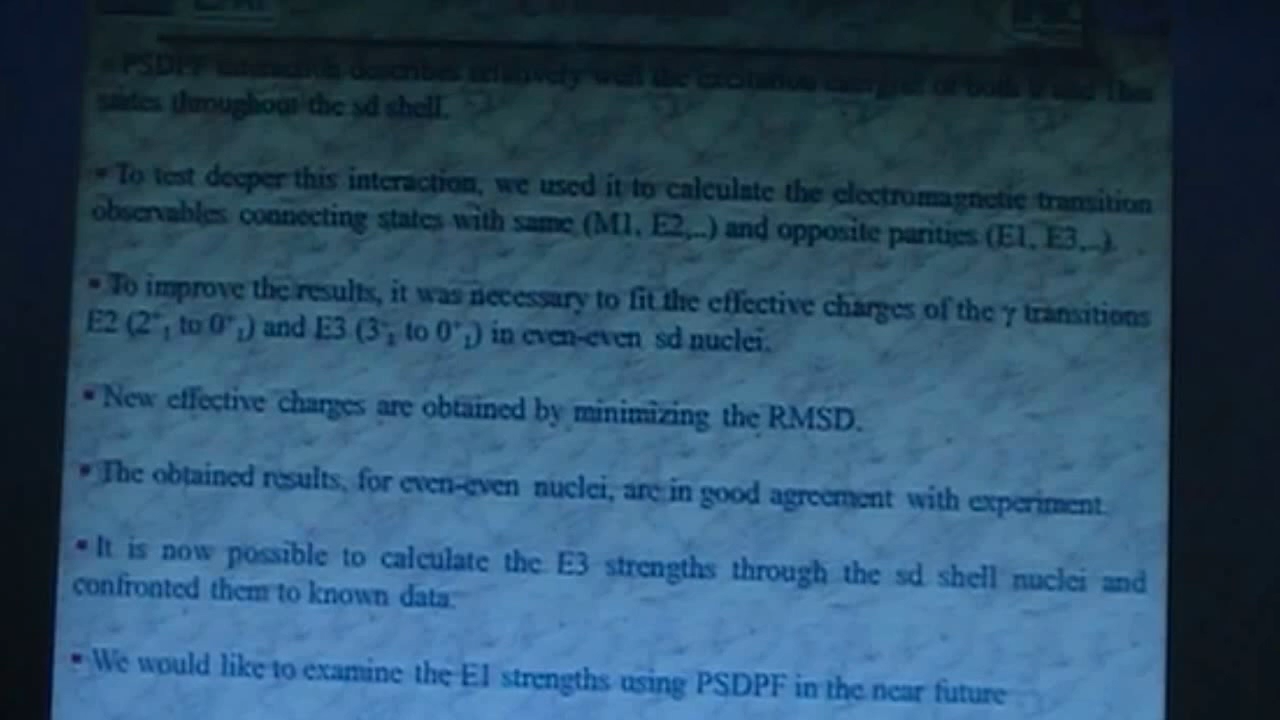 PSDPF interaction describes relatively well the excitation energies of both and
states throughout the sd shell.
▪ To test deeper this interaction, we used it to calculate the electromagnetic transition
observables connecting states with same (M1, E2,..) and opposite parities (E1, E3,..).
▪ To improve the results, it was necessary to fit the effective charges of the γ transitions
E2 (2⁺₁ to 0⁺₁) and E3 (3⁻₁ to 0⁺₁) in even-even sd nuclei.
▪ New effective charges are obtained by minimizing the RMSD.
▪ The obtained results, for even-even nuclei, are in good agreement with experiment.
▪ It is now possible to calculate the E3 strengths through the sd shell nuclei and
confronted them to known data.
▪ We would like to examine the E1 strengths using PSDPF in the near future